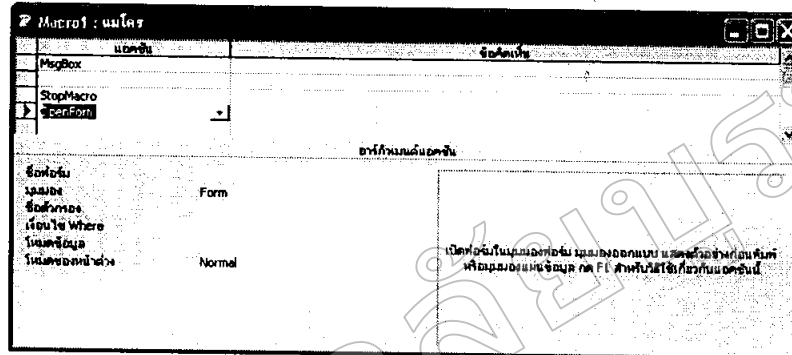 Macro1 : แมโคร
แอคชัน ข้อคิดเห็น
MsgBox
StopMacro
OpenForm
อาร์กิวเมนต์แอคชัน
ชื่อฟอร์ม
มุมมอง Form
ชื่อตัวกรอง
เงื่อนไข Where
โหมดข้อมูล
โหมดของหน้าต่าง Normal
เปิดฟอร์มในมุมมองฟอร์ม มุมมองออกแบบ แสดงตัวอย่างก่อนพิมพ์
หรือมุมมองแผ่นข้อมูล กด F1 สำหรับวิธีใช้เกี่ยวกับแอคชันนี้